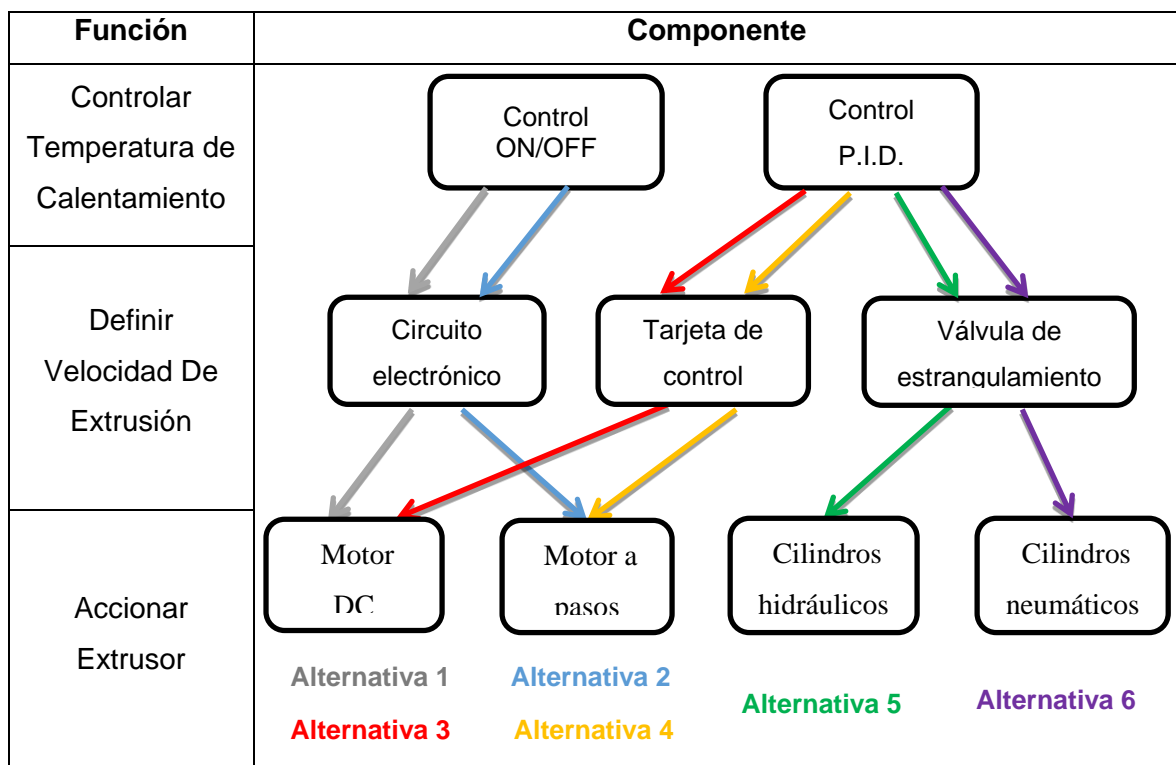 Función
Componente
Controlar
Temperatura de
Calentamiento
Control
ON/OFF
Control
P.I.D.
Definir
Velocidad De
Extrusión
Circuito
electrónico
Tarjeta de
control
Válvula de
estrangulamiento
Accionar
Extrusor
Motor
DC
Motor a
pasos
Cilindros
hidráulicos
Cilindros
neumáticos
Alternativa 1
Alternativa 2
Alternativa 3
Alternativa 4
Alternativa 5
Alternativa 6